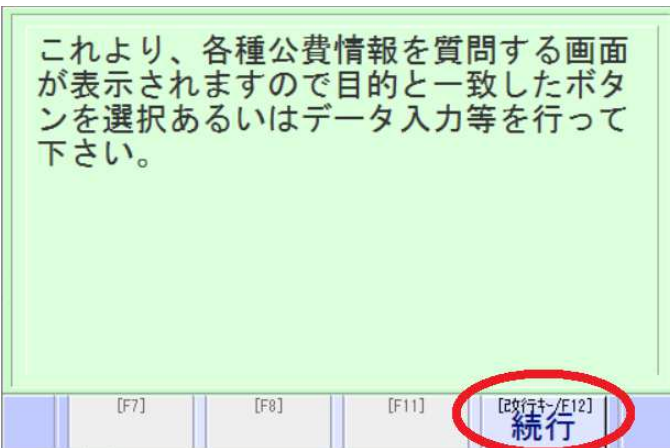 これより、各種公費情報を質問する画面
が表示されますので目的と一致したボタ
ンを選択あるいはデータ入力等を行って
下さい。
[F7] [F8] [F11] [改行キー/F12]
続行